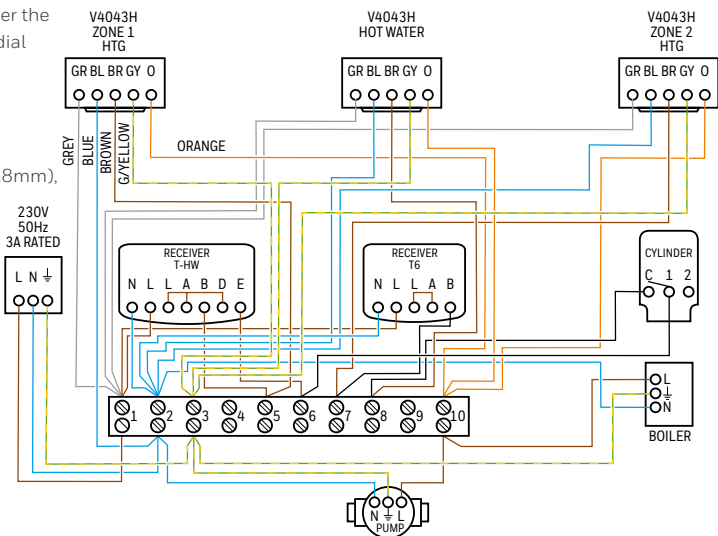 er the
dial
8mm),
V4043H
ZONE 1
HTG
V4043H
HOT WATER
V4043H
ZONE 2
HTG
GR BL BR GY O
GR BL BR GY O
GR BL BR GY O
GREY
BLUE
BROWN
G/YELLOW
ORANGE
230V
50Hz
3A RATED
L N
RECEIVER
T-HW
N L L A B D E
RECEIVER
T6
N L L A B
CYLINDER
C 1 2
L
N
BOILER
1 2 3 4 5 6 7 8 9 10
N L
PUMP